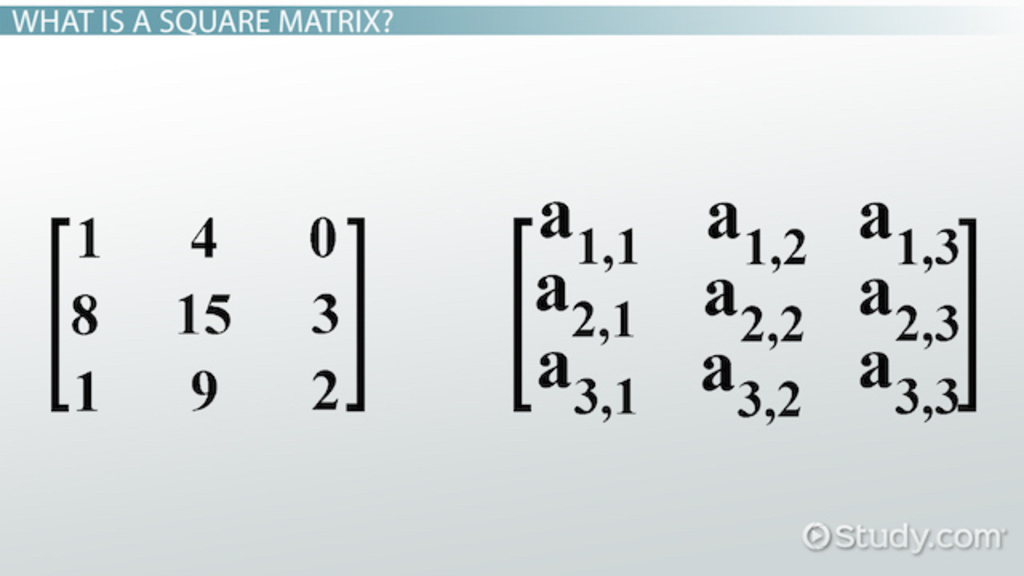 WHAT IS A SQUARE MATRIX?
1 4 0
8 15 3
1 9 2
a1,1 a1,2 a1,3
a2,1 a2,2 a2,3
a3,1 a3,2 a3,3
Study.com